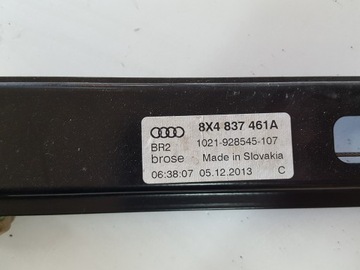 8X4 837 461A
BR2 1021-928545-107
brose Made in Slovakia
06:38:07 05.12.2013 C